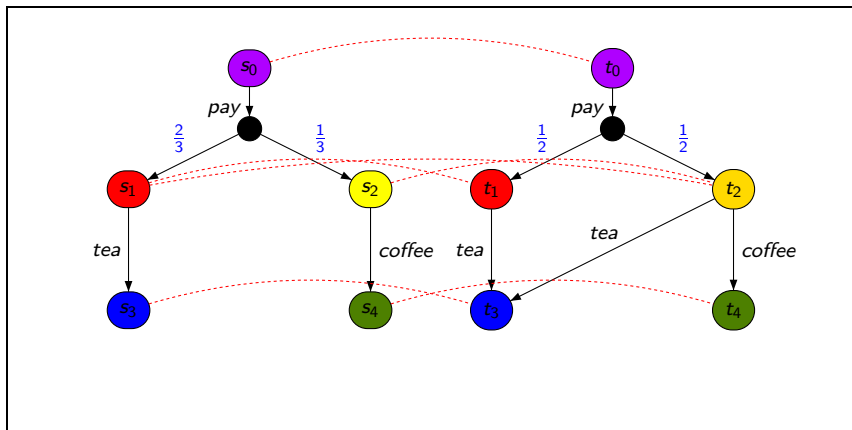 s0 t0
pay pay
2/3 1/3 1/2 1/2
s1 s2 t1 t2
tea coffee tea tea coffee
s3 s4 t3 t4